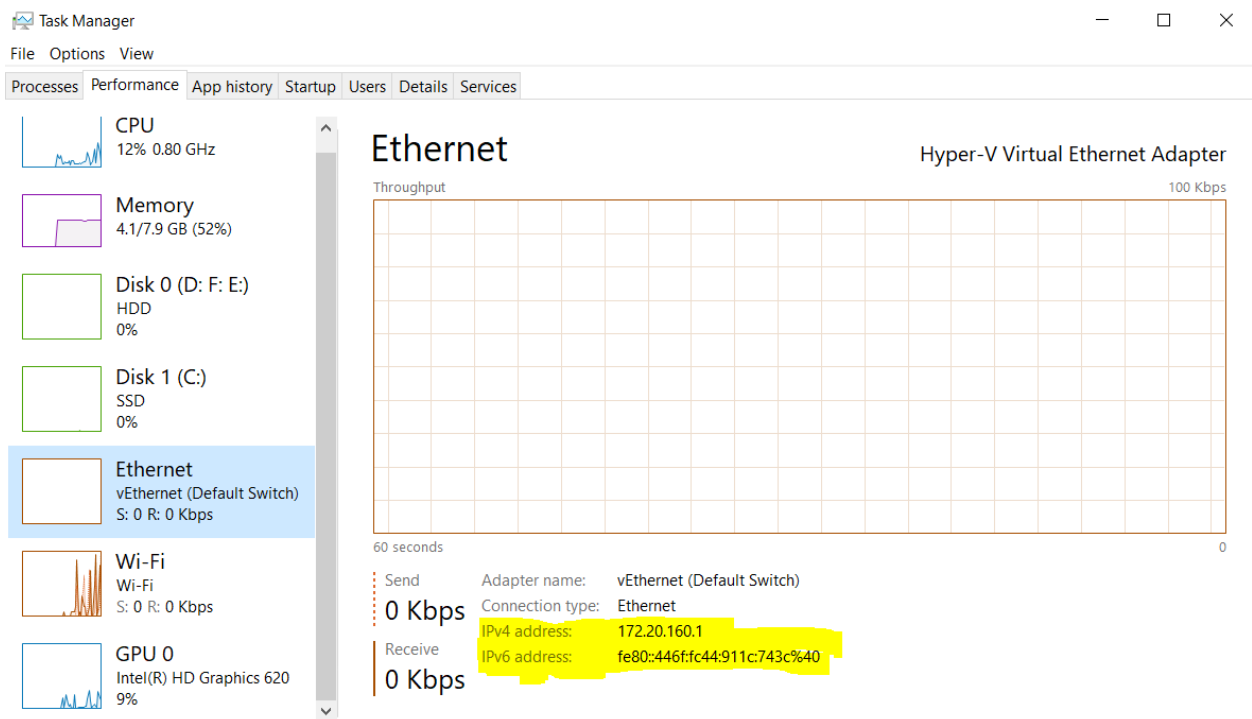 Task Manager
File Options View
Processes Performance App history Startup Users Details Services
CPU
12% 0.80 GHz
Memory
4.1/7.9 GB (52%)
Disk 0 (D: F: E:)
HDD
0%
Disk 1 (C:)
SSD
0%
Ethernet
vEthernet (Default Switch)
S: 0 R: 0 Kbps
Wi-Fi
Wi-Fi
S: 0 R: 0 Kbps
GPU 0
Intel(R) HD Graphics 620
9%
Ethernet
Hyper-V Virtual Ethernet Adapter
Throughput 100 Kbps
60 seconds 0
Send
0 Kbps
Receive
0 Kbps
Adapter name: vEthernet (Default Switch)
Connection type: Ethernet
IPv4 address: 172.20.160.1
IPv6 address: fe80::446f:fc44:911c:743c%40